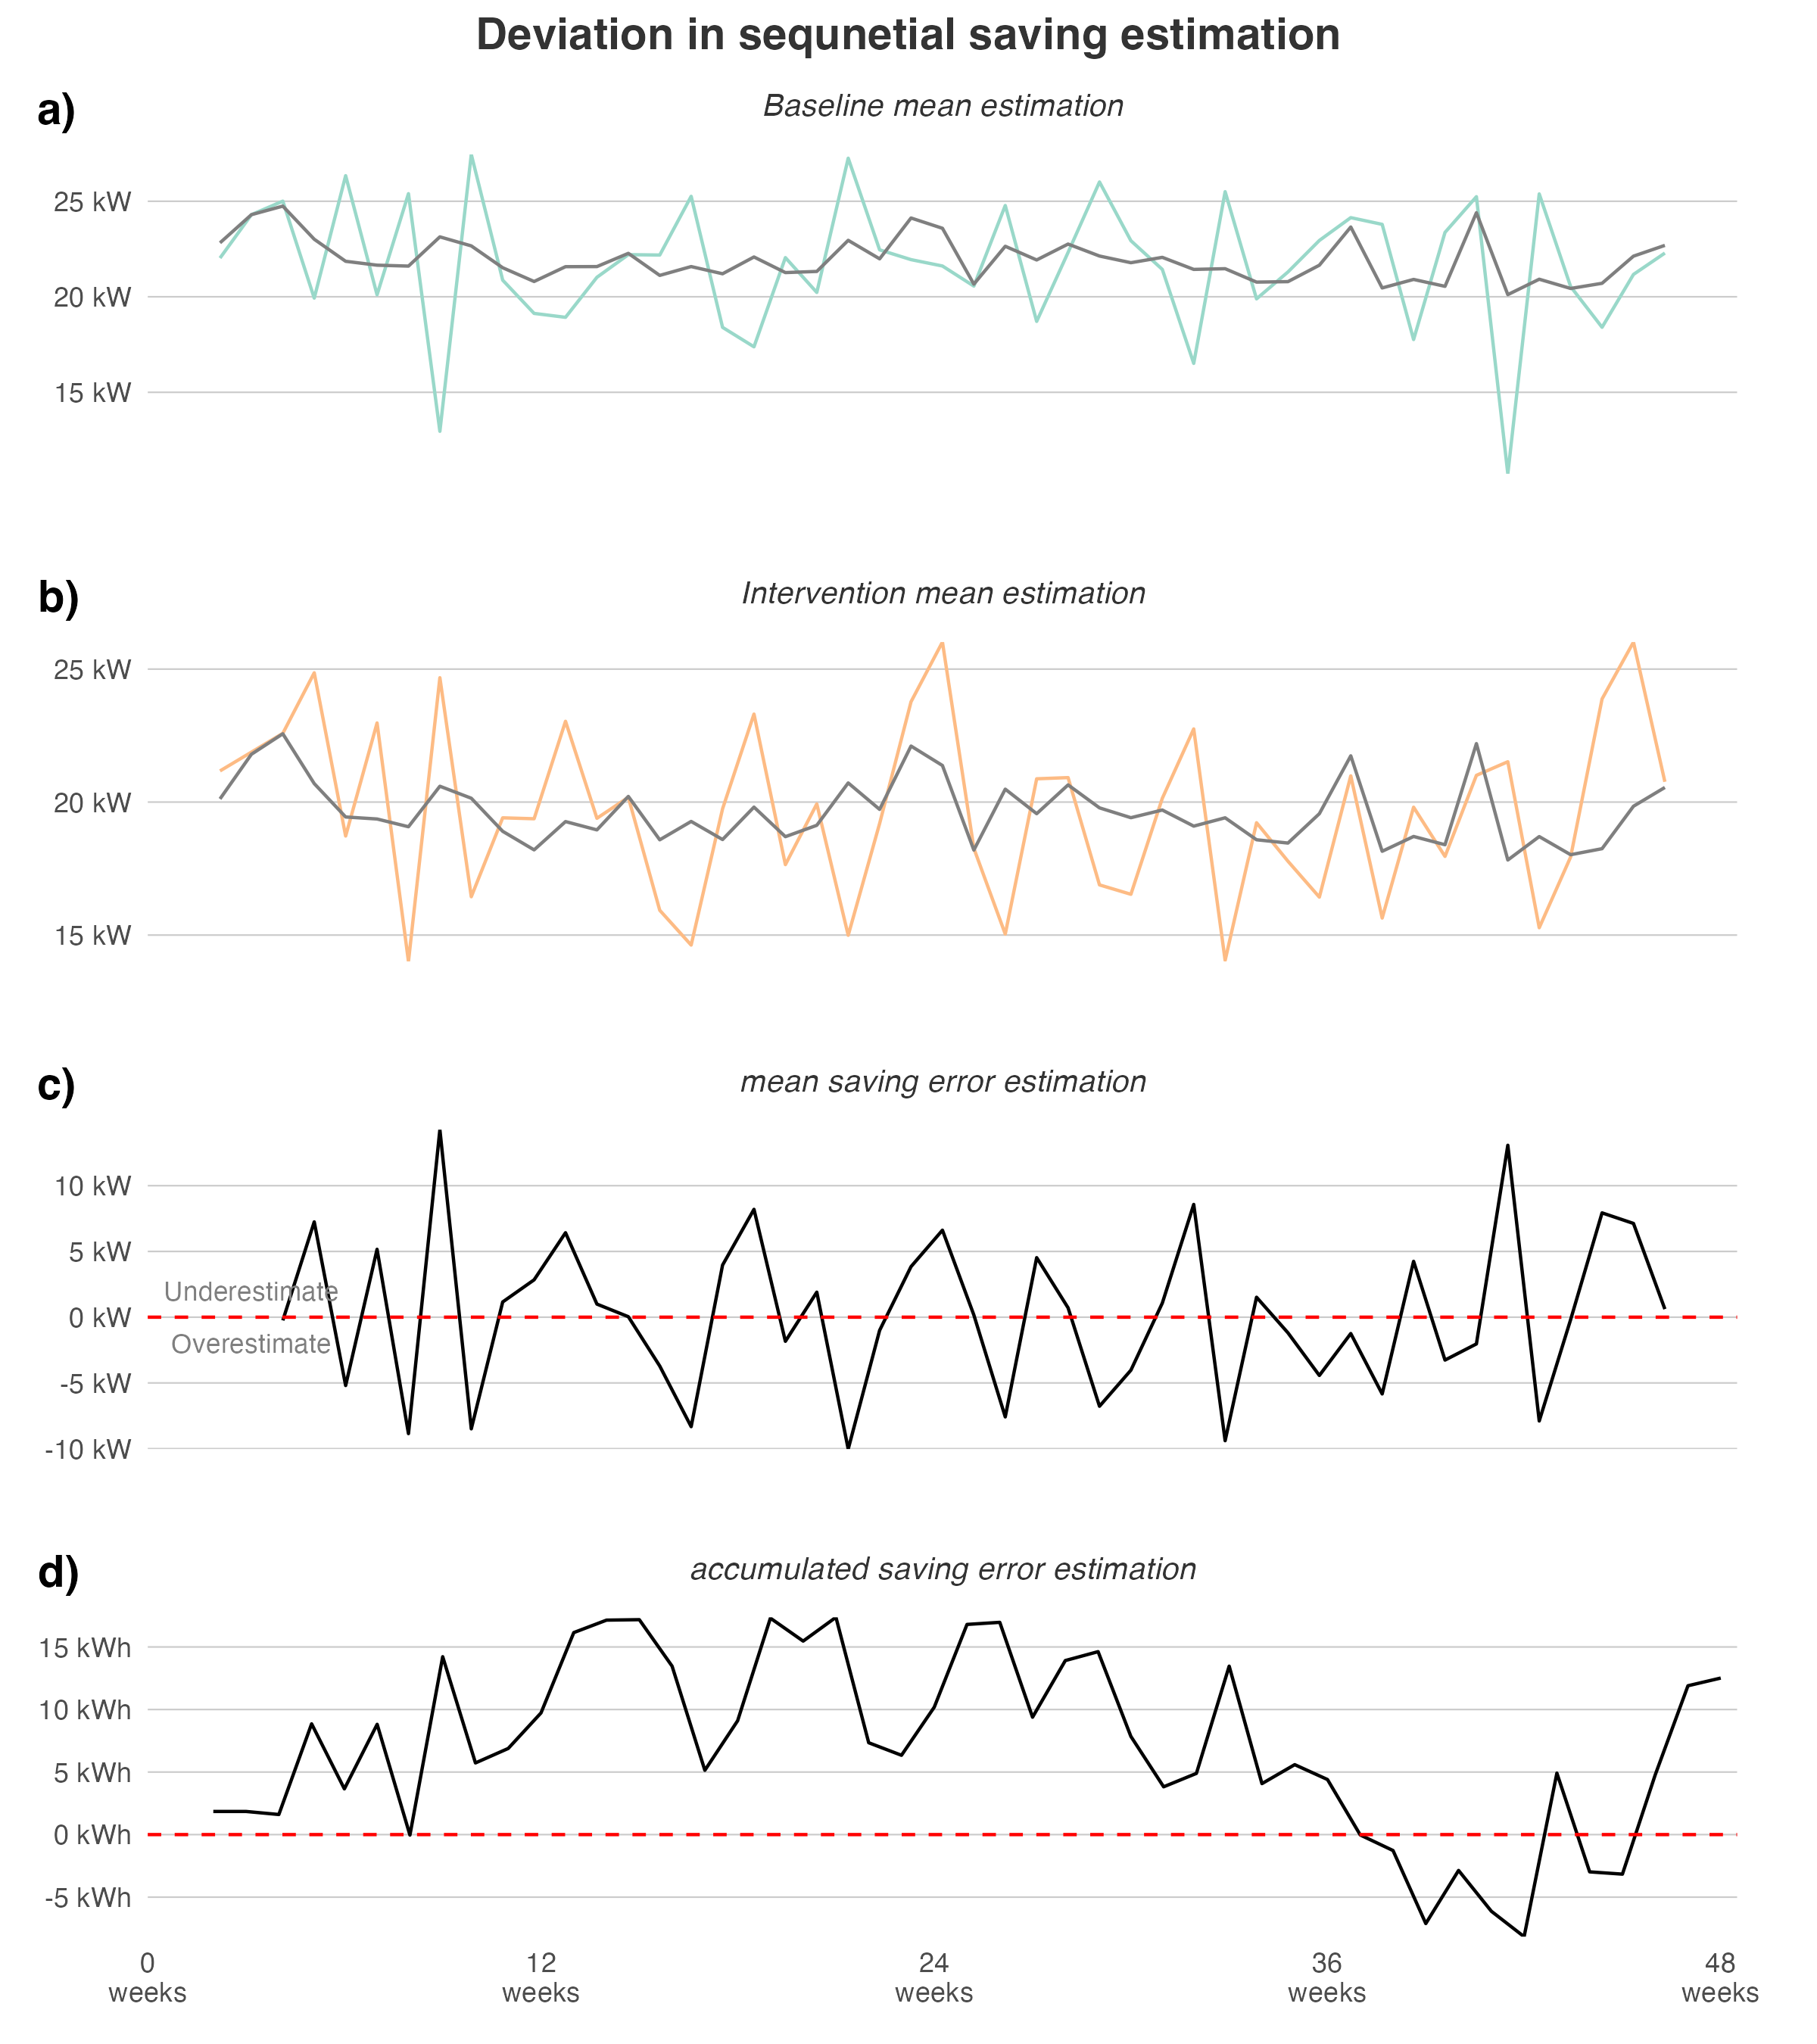 Deviation in sequnetial saving estimation
a)
Baseline mean estimation
25 kW
20 kW
15 kW
b)
Intervention mean estimation
25 kW
20 kW
15 kW
c)
mean saving error estimation
10 kW
5 kW
Underestimate
0 kW
Overestimate
-5 kW
-10 kW
d)
accumulated saving error estimation
15 kWh
10 kWh
5 kWh
0 kWh
-5 kWh
0 12 24 36 48
weeks weeks weeks weeks weeks